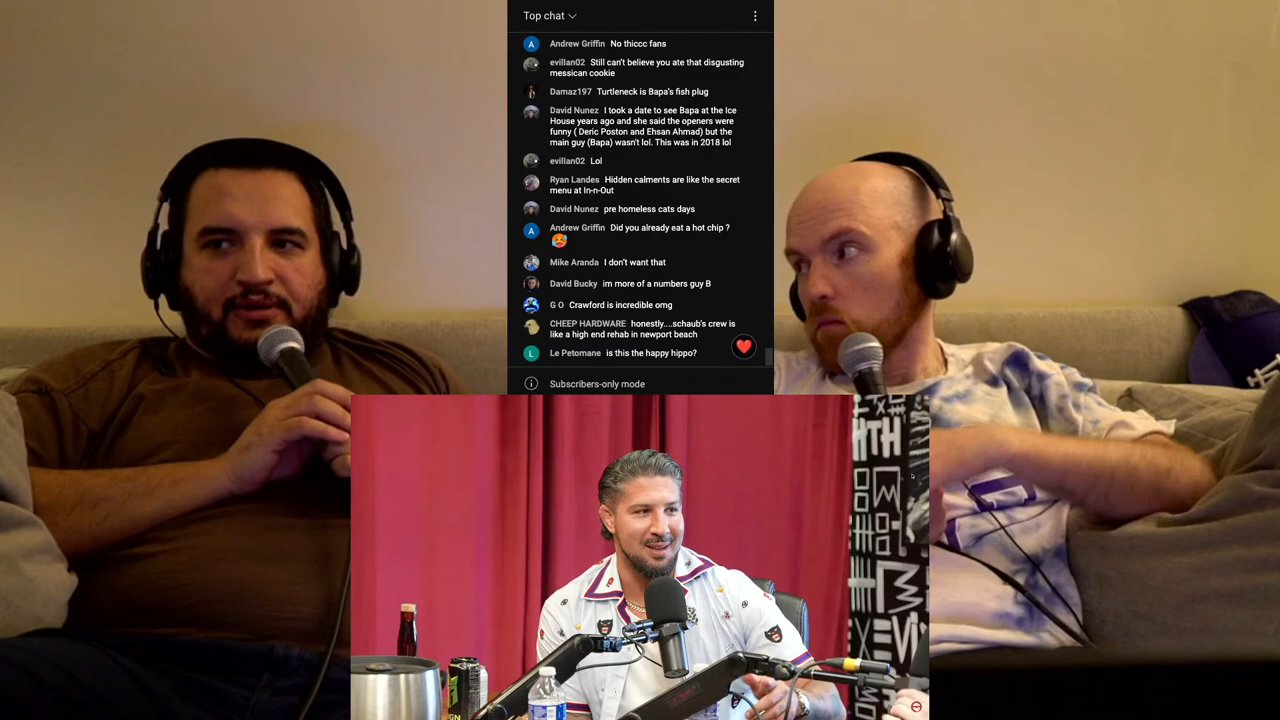 Top chat
A Andrew Griffin No thiccc fans
evillan02 Still can't believe you ate that disgusting
messican cookie
Damaz197 Turtleneck is Bapa's fish plug
David Nunez I took a date to see Bapa at the Ice
House years ago and she said the openers were
funny ( Deric Poston and Ehsan Ahmad) but the
main guy (Bapa) wasn't lol. This was in 2018 lol
evillan02 Lol
Ryan Landes Hidden calments are like the secret
menu at In-n-Out
David Nunez pre homeless cats days
A Andrew Griffin Did you already eat a hot chip ?
🥵
Mike Aranda I don't want that
David Bucky im more of a numbers guy B
G O Crawford is incredible omg
CHEEP HARDWARE honestly....schaub's crew is
like a high end rehab in newport beach
L Le Petomane is this the happy hippo?
Subscribers-only mode